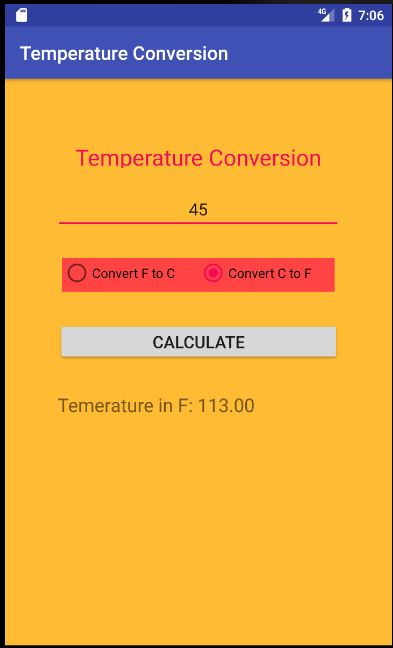 4G 7:06
Temperature Conversion
Temperature Conversion
45
Convert F to C Convert C to F
CALCULATE
Temerature in F: 113.00